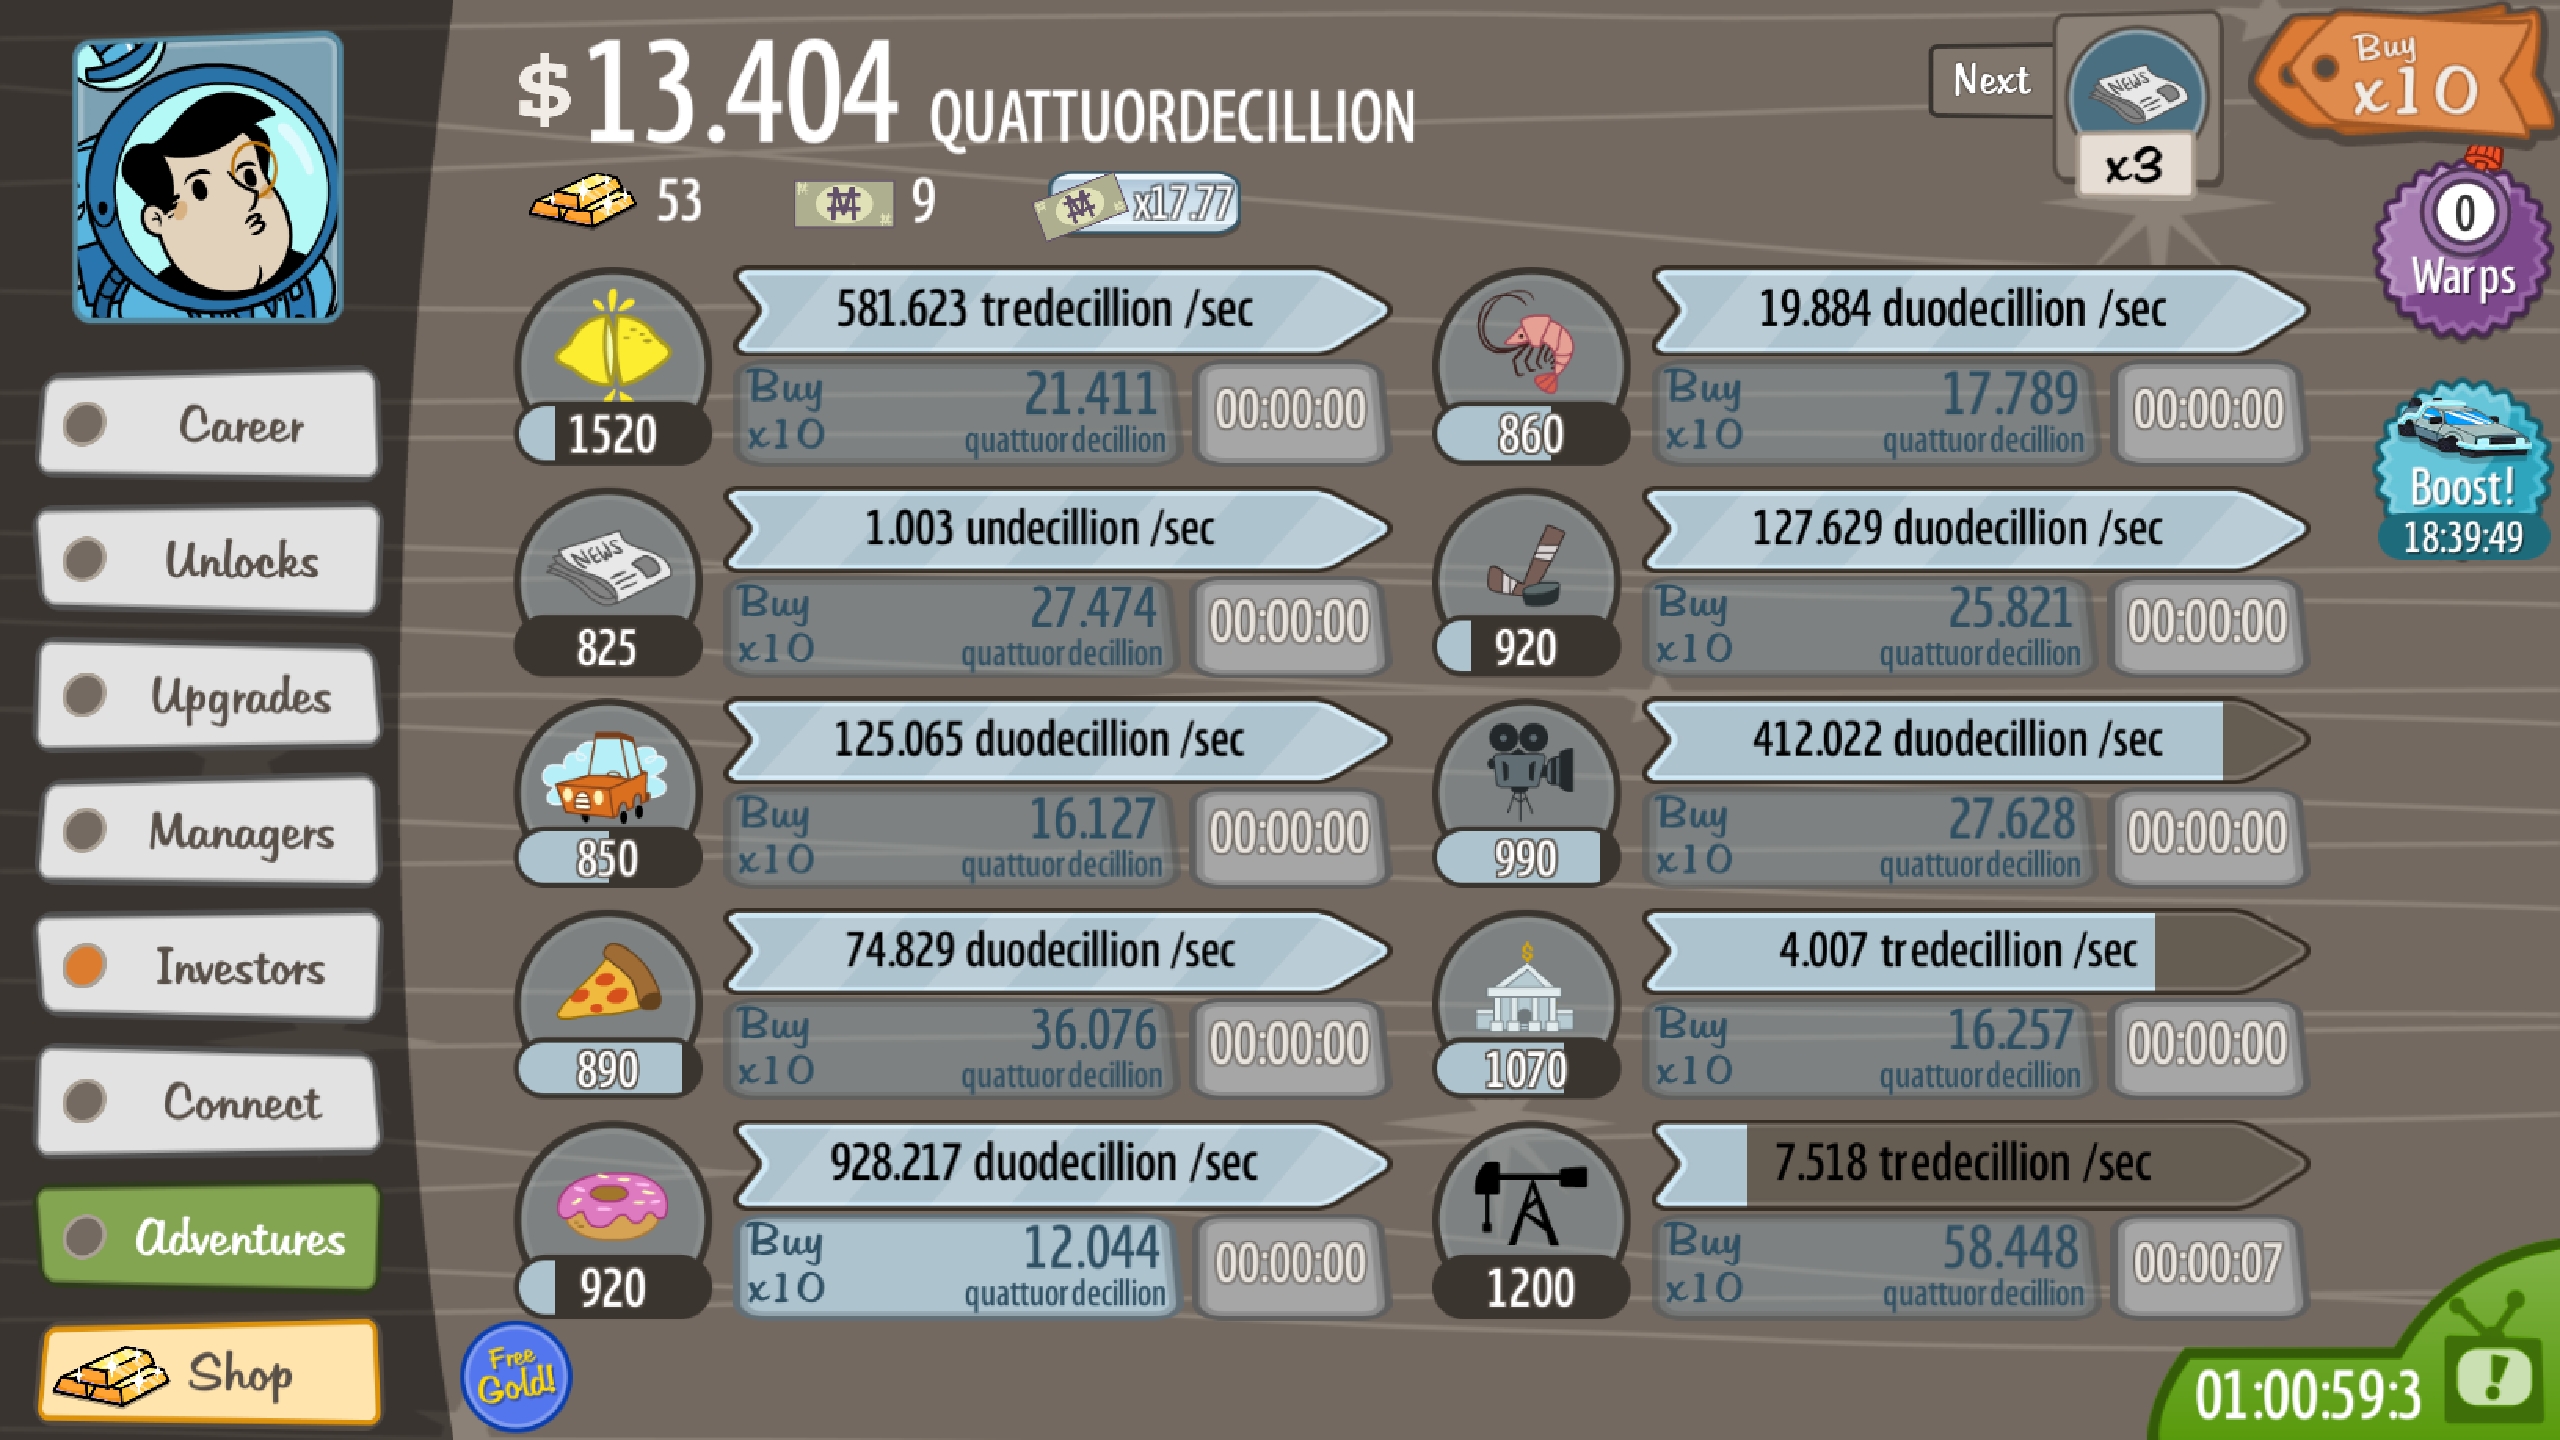 $13.404 QUATTUORDECILLION
53
9
x17.77
Next
NEWS
x3
Buy
x10
0
Warps
Boost!
18:39:49
Career
Unlocks
Upgrades
Managers
Investors
Connect
Adventures
Shop
581.623 tredecillion /sec
1520
Buy
x10
21.411
quattuordecillion
00:00:00
19.884 duodecillion /sec
860
Buy
x10
17.789
quattuordecillion
00:00:00
1.003 undecillion /sec
NEWS
825
Buy
x10
27.474
quattuordecillion
00:00:00
127.629 duodecillion /sec
920
Buy
x10
25.821
quattuordecillion
00:00:00
125.065 duodecillion /sec
850
Buy
x10
16.127
quattuordecillion
00:00:00
412.022 duodecillion /sec
990
Buy
x10
27.628
quattuordecillion
00:00:00
74.829 duodecillion /sec
890
Buy
x10
36.076
quattuordecillion
00:00:00
4.007 tredecillion /sec
$
1070
Buy
x10
16.257
quattuordecillion
00:00:00
928.217 duodecillion /sec
920
Buy
x10
12.044
quattuordecillion
00:00:00
7.518 tredecillion /sec
1200
Buy
x10
58.448
quattuordecillion
00:00:07
Free
Gold!
01:00:59:3
!